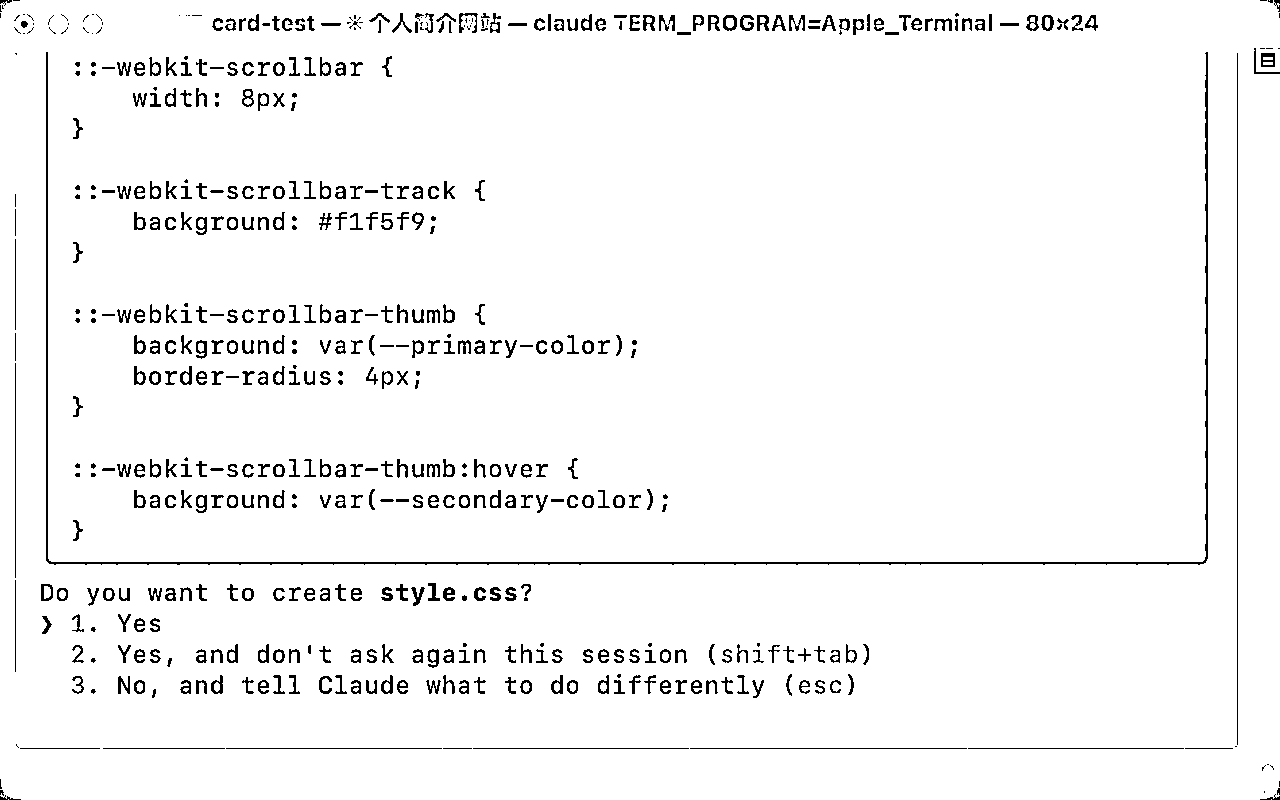 card-test — ✳ 个人简介网站 — claude TERM_PROGRAM=Apple_Terminal — 80×24
::-webkit-scrollbar {
    width: 8px;
}

::-webkit-scrollbar-track {
    background: #f1f5f9;
}

::-webkit-scrollbar-thumb {
    background: var(--primary-color);
    border-radius: 4px;
}

::-webkit-scrollbar-thumb:hover {
    background: var(--secondary-color);
}
Do you want to create style.css?
❯ 1. Yes
  2. Yes, and don't ask again this session (shift+tab)
  3. No, and tell Claude what to do differently (esc)